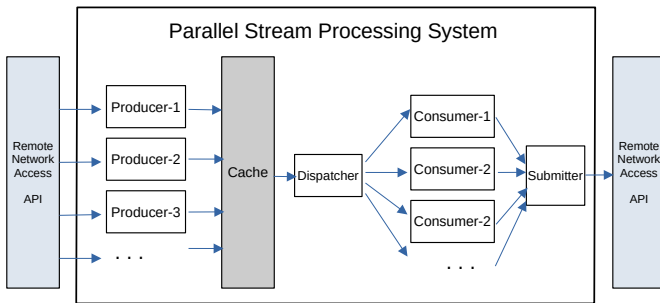 Parallel Stream Processing System
Remote
Network
Access
API
Producer-1
Producer-2
Producer-3
. . .
Cache
Dispatcher
Consumer-1
Consumer-2
Consumer-2
. . .
Submitter
Remote
Network
Access
API